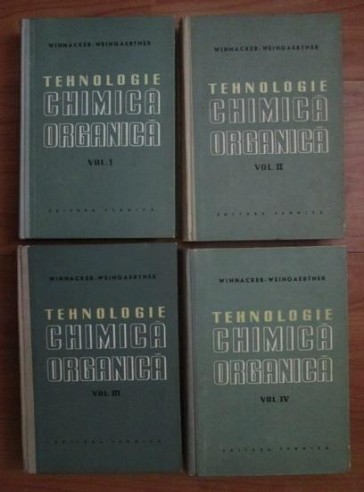 WINNACKER-WEINGAERTNER
TEHNOLOGIE
CHIMICĂ
ORGANICĂ
VOL. I
EDITURA TEHNICĂ
WINNACKER-WEINGAERTNER
TEHNOLOGIE
CHIMICĂ
ORGANICĂ
VOL. II
EDITURA TEHNICĂ
WINNACKER-WEINGAERTNER
TEHNOLOGIE
CHIMICĂ
ORGANICĂ
VOL. III
EDITURA TEHNICĂ
WINNACKER-WEINGAERTNER
TEHNOLOGIE
CHIMICĂ
ORGANICĂ
VOL. IV
EDITURA TEHNICĂ